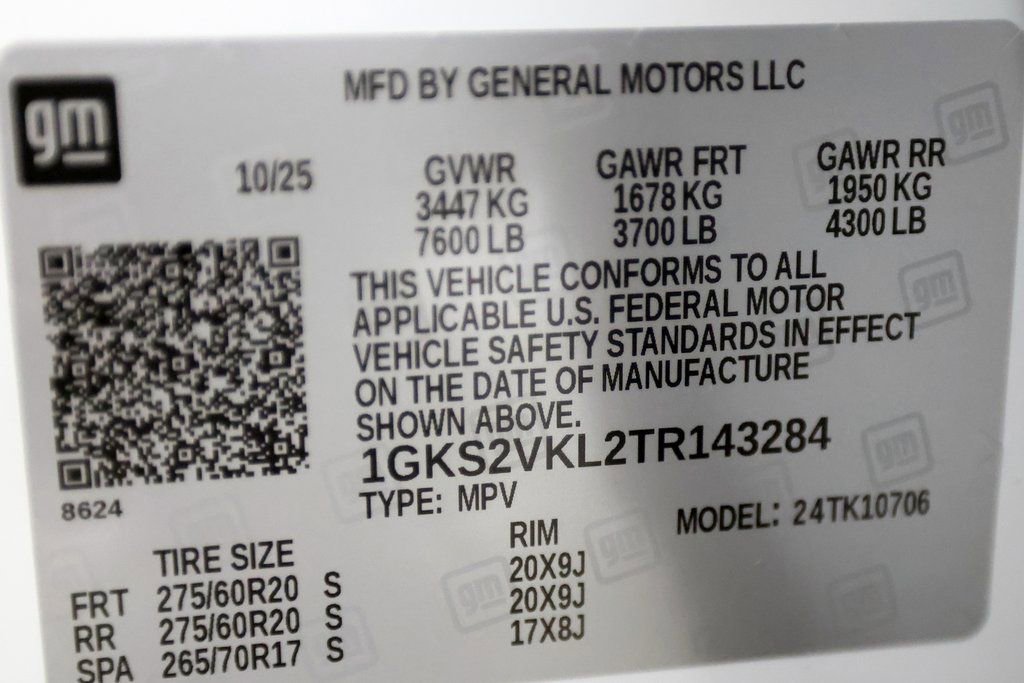 gm
MFD BY GENERAL MOTORS LLC
10/25
GVWR GAWR FRT GAWR RR
3447 KG 1678 KG 1950 KG
7600 LB 3700 LB 4300 LB
THIS VEHICLE CONFORMS TO ALL
APPLICABLE U.S. FEDERAL MOTOR
VEHICLE SAFETY STANDARDS IN EFFECT
ON THE DATE OF MANUFACTURE
SHOWN ABOVE.
1GKS2VKL2TR143284
8624
TYPE: MPV
MODEL: 24TK10706
TIRE SIZE RIM
FRT 275/60R20 S 20X9J
RR 275/60R20 S 20X9J
SPA 265/70R17 S 17X8J